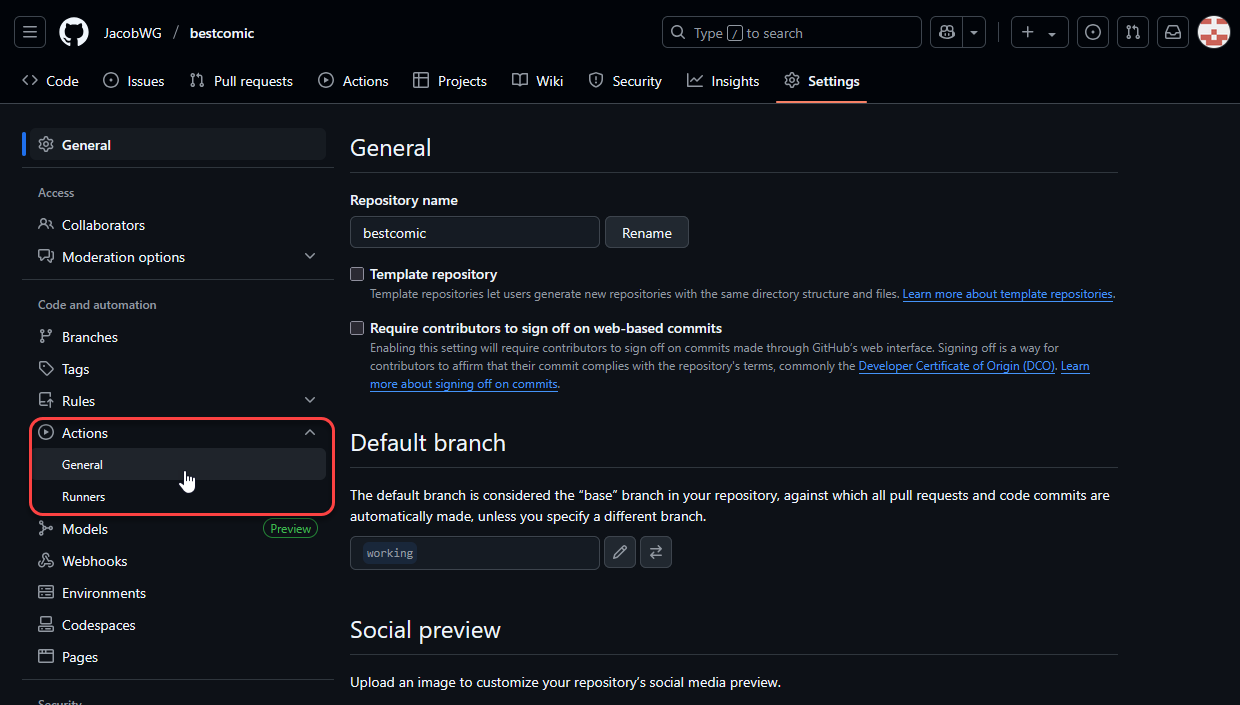 JacobWG / bestcomic
Type / to search
Code
Issues
Pull requests
Actions
Projects
Wiki
Security
Insights
Settings
General
Access
Collaborators
Moderation options
Code and automation
Branches
Tags
Rules
Actions
General
Runners
Models
Preview
Webhooks
Environments
Codespaces
Pages
Security
General
Repository name
bestcomic
Rename
Template repository
Template repositories let users generate new repositories with the same directory structure and files. Learn more about template repositories.
Require contributors to sign off on web-based commits
Enabling this setting will require contributors to sign off on commits made through GitHub's web interface. Signing off is a way for
contributors to affirm that their commit complies with the repository's terms, commonly the Developer Certificate of Origin (DCO). Learn
more about signing off on commits.
Default branch
The default branch is considered the “base” branch in your repository, against which all pull requests and code commits are
automatically made, unless you specify a different branch.
working
Social preview
Upload an image to customize your repository's social media preview.